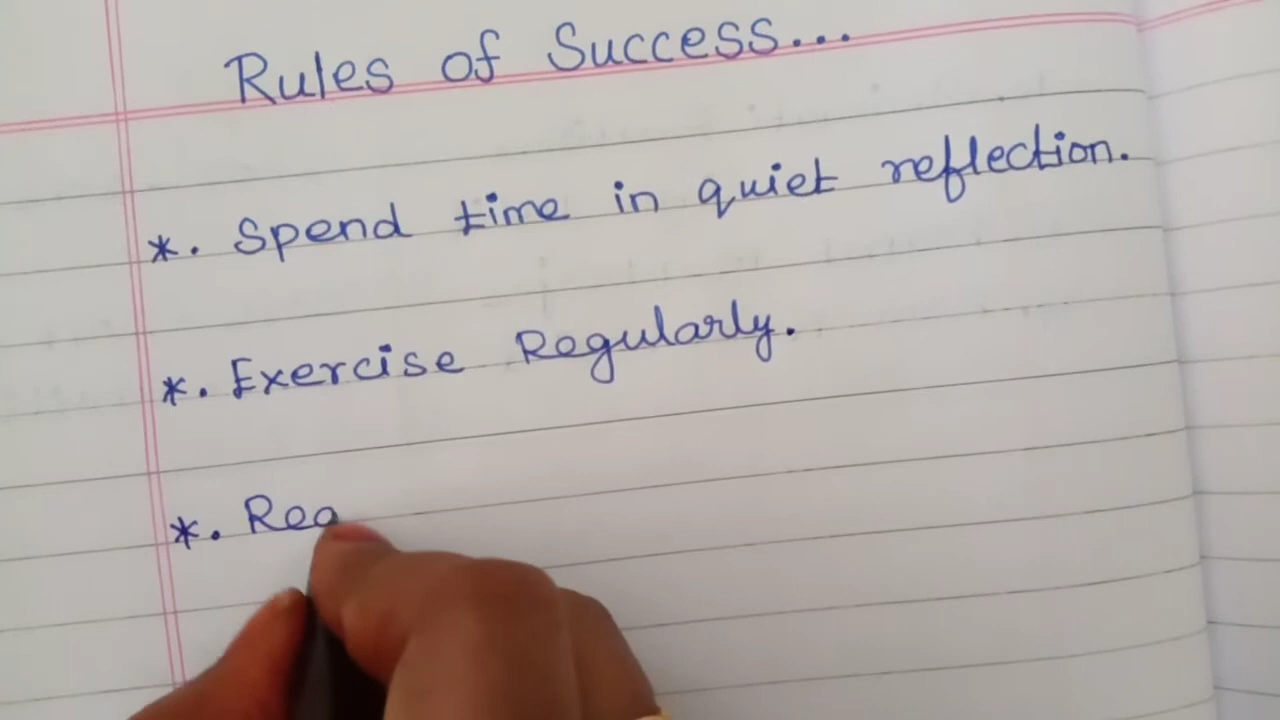 Rules of Success...
*. Spend time in quiet reflection.
*. Exercise Regularly.
*. Rea